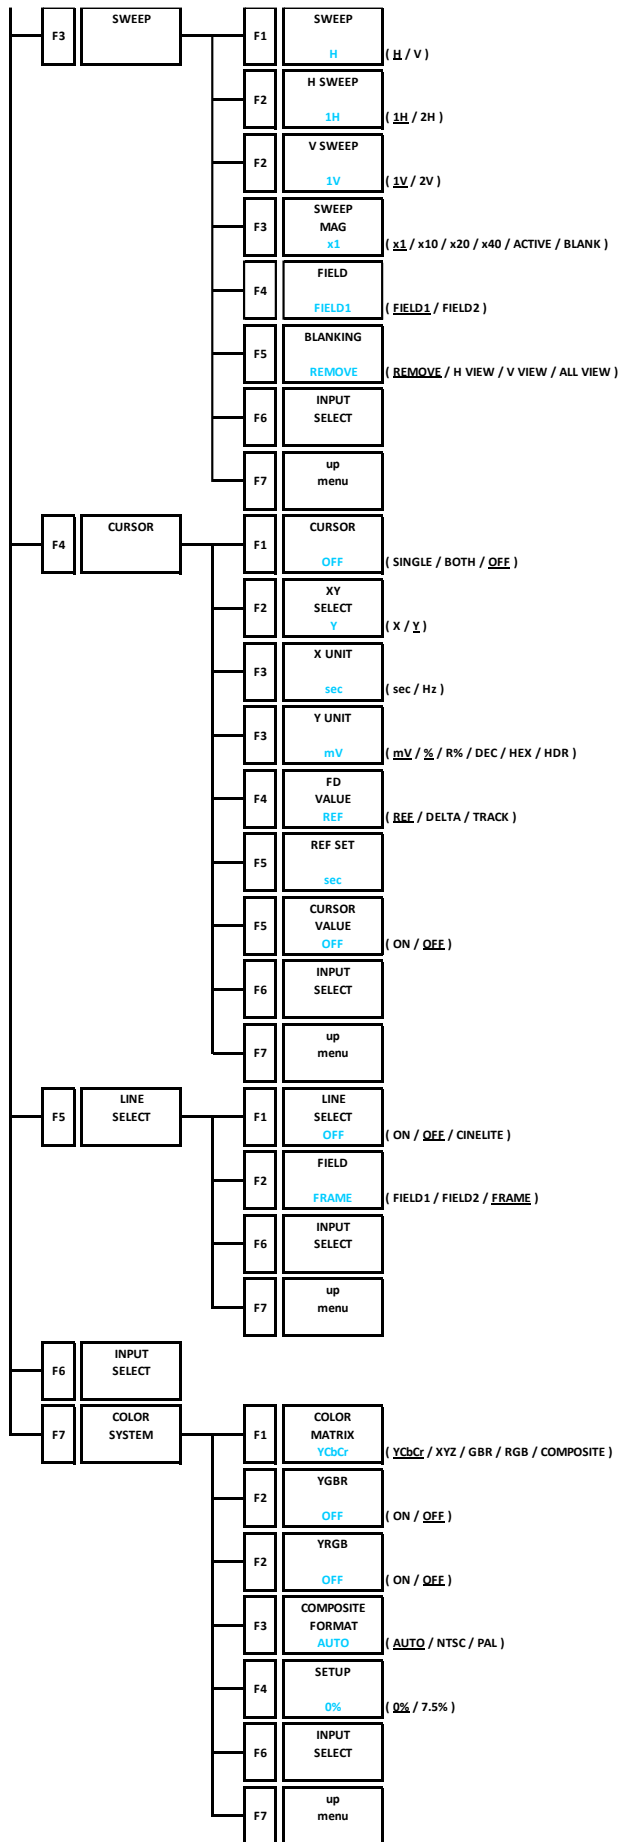 F3
SWEEP
F1
SWEEP
H
( H / V )
F2
H SWEEP
1H
( 1H / 2H )
F2
V SWEEP
1V
( 1V / 2V )
F3
SWEEP
MAG
x1
( x1 / x10 / x20 / x40 / ACTIVE / BLANK )
F4
FIELD
FIELD1
( FIELD1 / FIELD2 )
F5
BLANKING
REMOVE
( REMOVE / H VIEW / V VIEW / ALL VIEW )
F6
INPUT
SELECT
F7
up
menu
F4
CURSOR
F1
CURSOR
OFF
( SINGLE / BOTH / OFF )
F2
XY
SELECT
Y
( X / Y )
F3
X UNIT
sec
( sec / Hz )
F3
Y UNIT
mV
( mV / % / R% / DEC / HEX / HDR )
F4
FD
VALUE
REF
( REF / DELTA / TRACK )
F5
REF SET
sec
F5
CURSOR
VALUE
OFF
( ON / OFF )
F6
INPUT
SELECT
F7
up
menu
F5
LINE
SELECT
F1
LINE
SELECT
OFF
( ON / OFF / CINELITE )
F2
FIELD
FRAME
( FIELD1 / FIELD2 / FRAME )
F6
INPUT
SELECT
F7
up
menu
F6
INPUT
SELECT
F7
COLOR
SYSTEM
F1
COLOR
MATRIX
YCbCr
( YCbCr / XYZ / GBR / RGB / COMPOSITE )
F2
YGBR
OFF
( ON / OFF )
F2
YRGB
OFF
( ON / OFF )
F3
COMPOSITE
FORMAT
AUTO
( AUTO / NTSC / PAL )
F4
SETUP
0%
( 0% / 7.5% )
F6
INPUT
SELECT
F7
up
menu